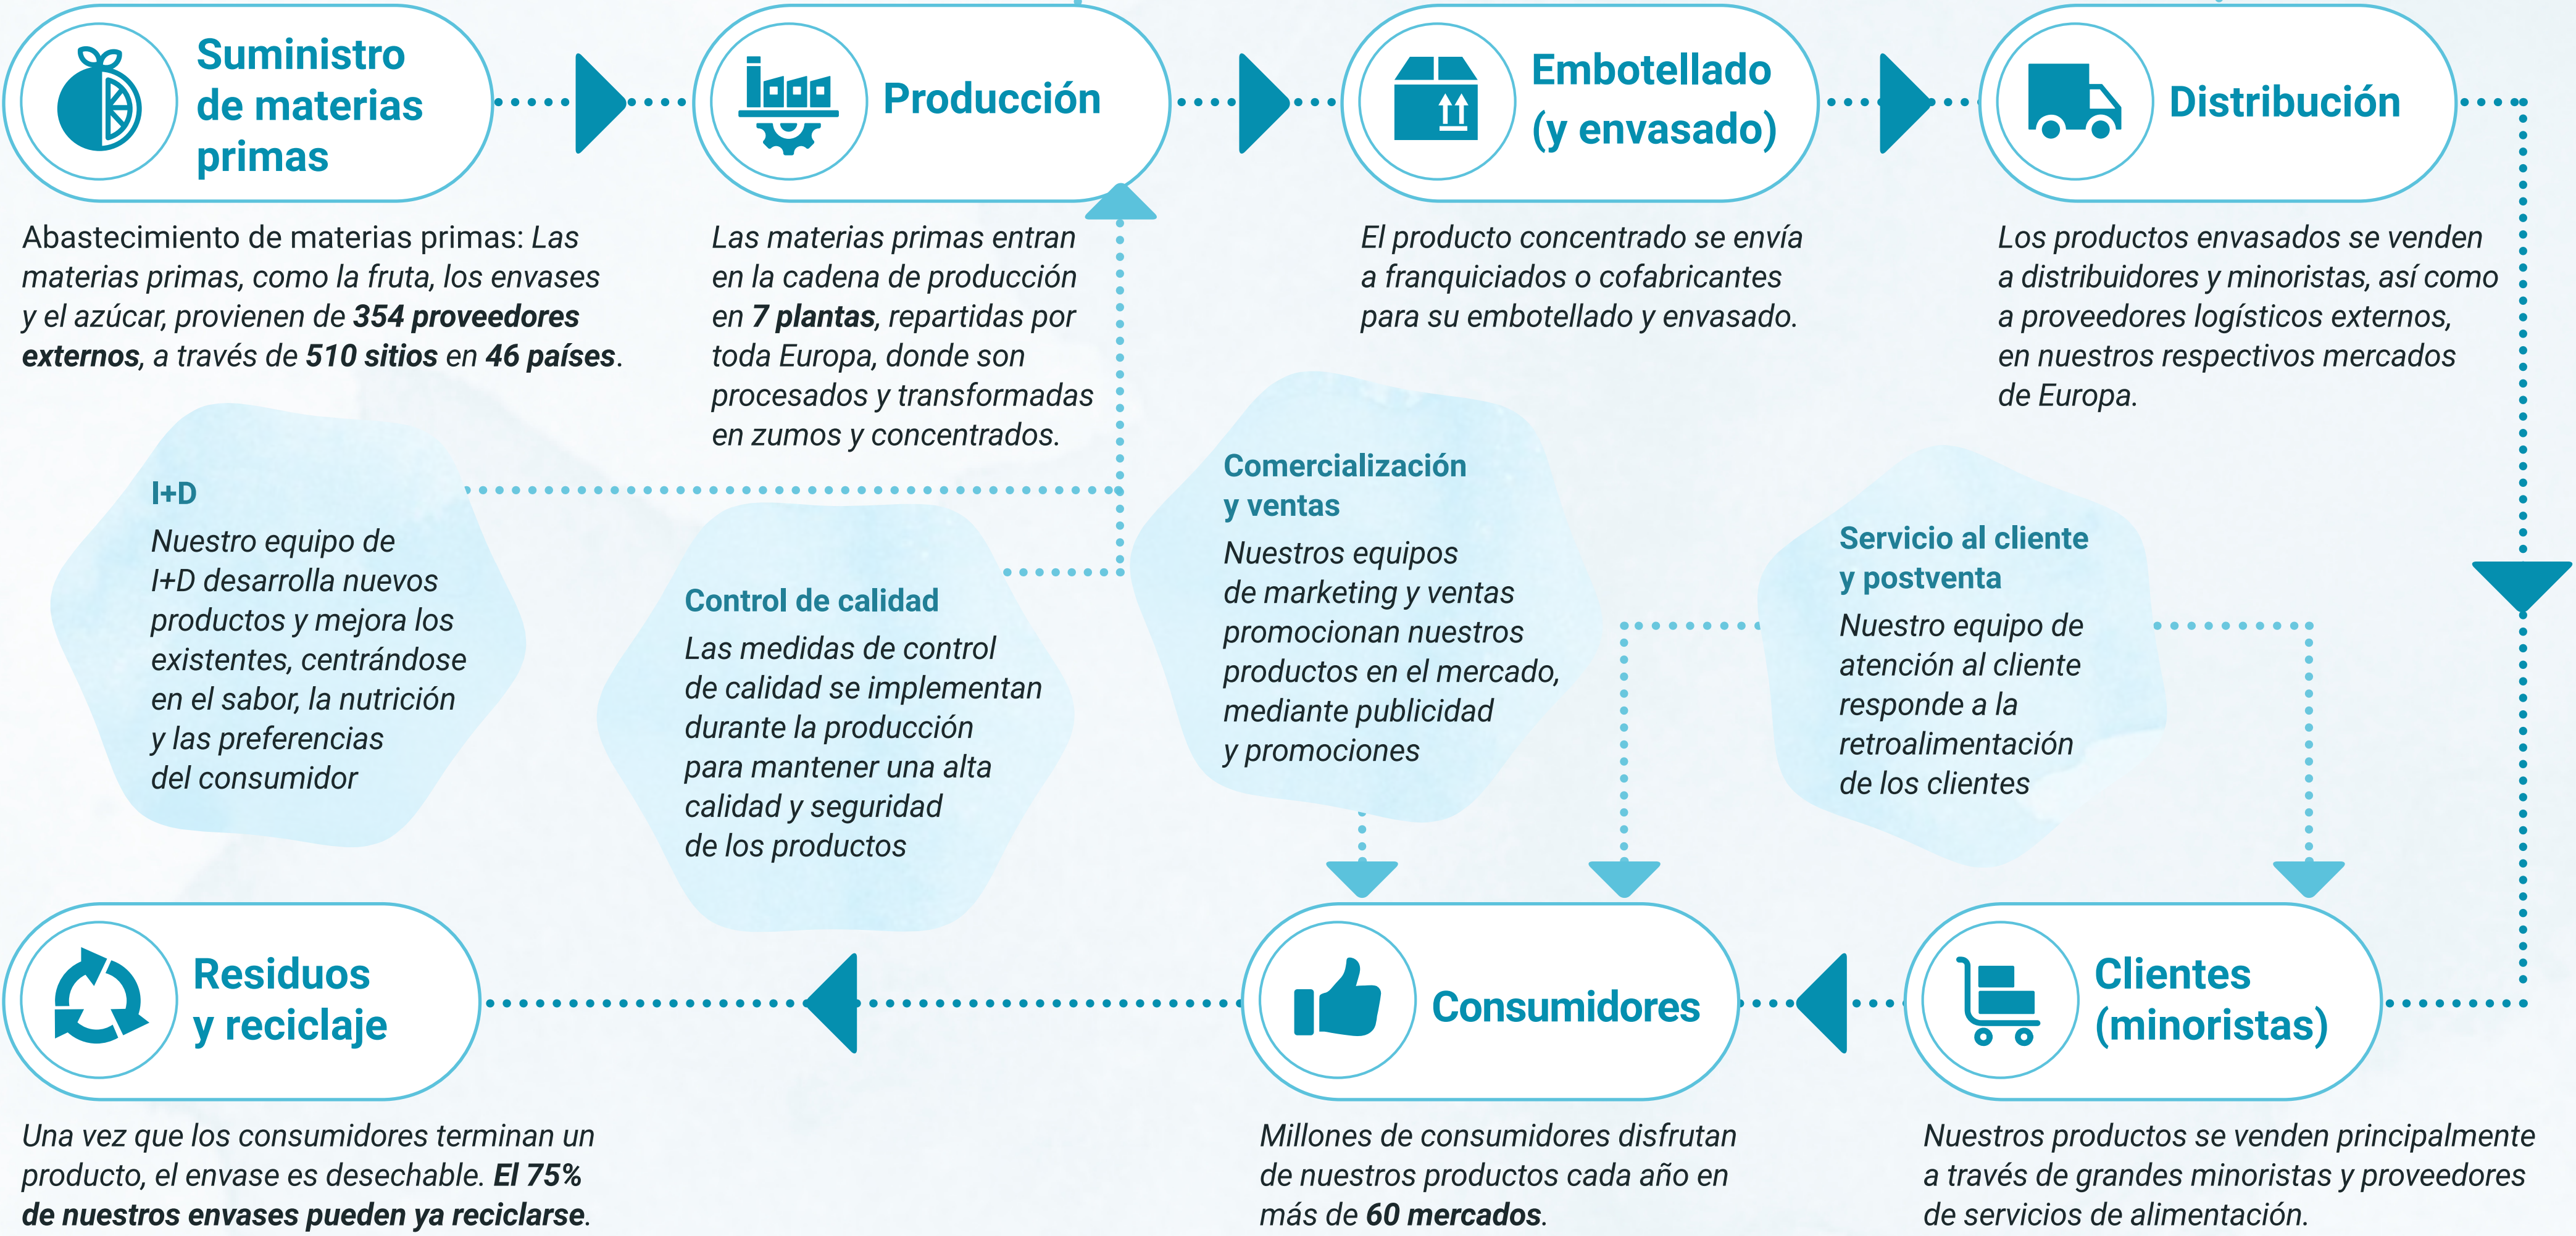 Suministro
de materias
primas
Abastecimiento de materias primas: Las
materias primas, como la fruta, los envases
y el azúcar, provienen de 354 proveedores
externos, a través de 510 sitios en 46 países.
Producción
Las materias primas entran
en la cadena de producción
en 7 plantas, repartidas por
toda Europa, donde son
procesados y transformadas
en zumos y concentrados.
Embotellado
(y envasado)
El producto concentrado se envía
a franquiciados o cofabricantes
para su embotellado y envasado.
Distribución
Los productos envasados se venden
a distribuidores y minoristas, así como
a proveedores logísticos externos,
en nuestros respectivos mercados
de Europa.
I+D
Nuestro equipo de
I+D desarrolla nuevos
productos y mejora los
existentes, centrándose
en el sabor, la nutrición
y las preferencias
del consumidor
Control de calidad
Las medidas de control
de calidad se implementan
durante la producción
para mantener una alta
calidad y seguridad
de los productos
Comercialización
y ventas
Nuestros equipos
de marketing y ventas
promocionan nuestros
productos en el mercado,
mediante publicidad
y promociones
Servicio al cliente
y postventa
Nuestro equipo de
atención al cliente
responde a la
retroalimentación
de los clientes
Residuos
y reciclaje
Una vez que los consumidores terminan un
producto, el envase es desechable. El 75%
de nuestros envases pueden ya reciclarse.
Consumidores
Millones de consumidores disfrutan
de nuestros productos cada año en
más de 60 mercados.
Clientes
(minoristas)
Nuestros productos se venden principalmente
a través de grandes minoristas y proveedores
de servicios de alimentación.